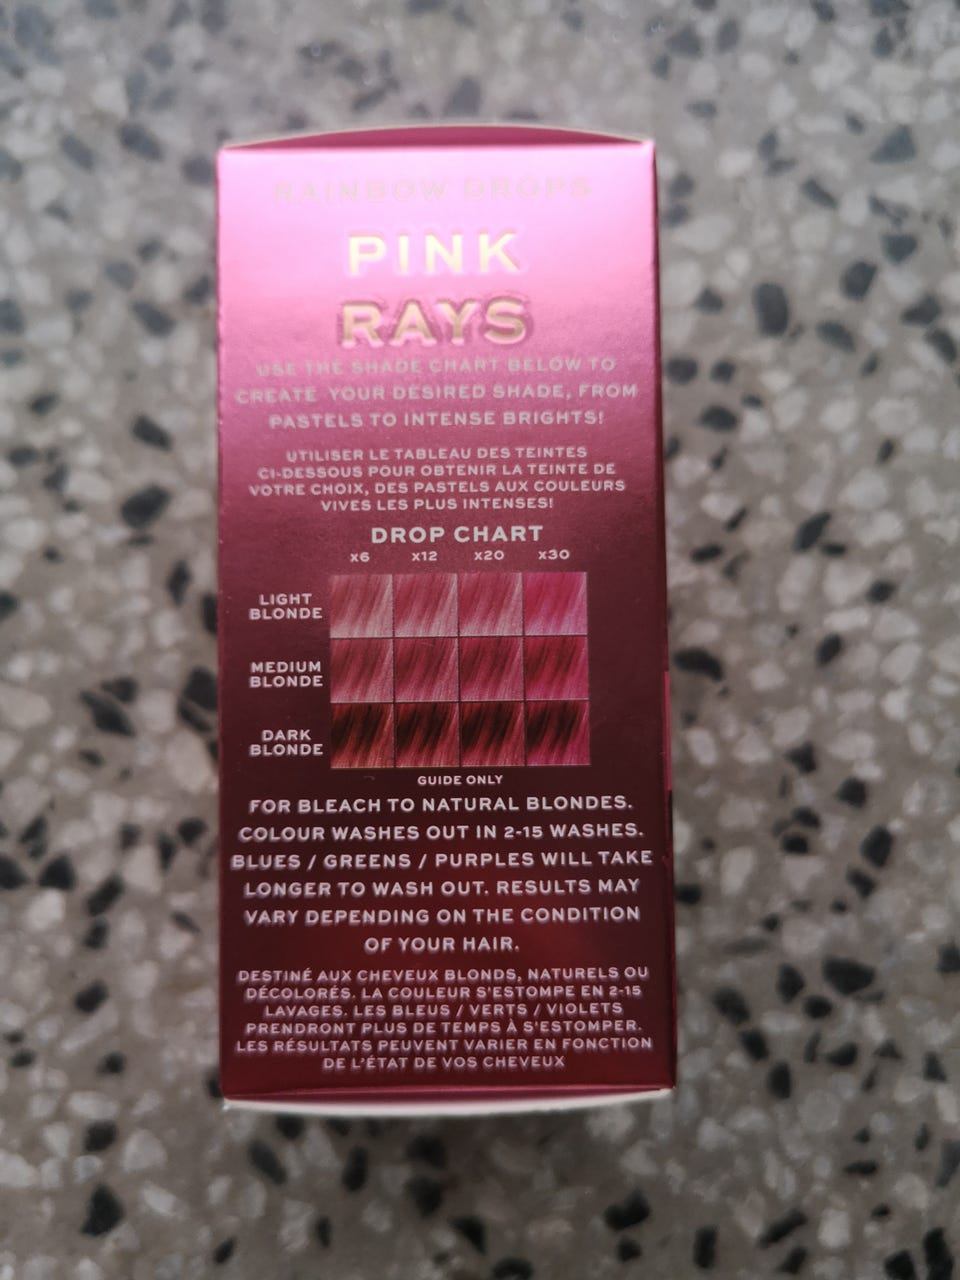 RAINBOW DROPS
PINK
RAYS
USE THE SHADE CHART BELOW TO
CREATE YOUR DESIRED SHADE, FROM
PASTELS TO INTENSE BRIGHTS!
UTILISER LE TABLEAU DES TEINTES
CI-DESSOUS POUR OBTENIR LA TEINTE DE
VOTRE CHOIX, DES PASTELS AUX COULEURS
VIVES LES PLUS INTENSES!
DROP CHART
x6 x12 x20 x30
LIGHT
BLONDE
MEDIUM
BLONDE
DARK
BLONDE
GUIDE ONLY
FOR BLEACH TO NATURAL BLONDES.
COLOUR WASHES OUT IN 2-15 WASHES.
BLUES / GREENS / PURPLES WILL TAKE
LONGER TO WASH OUT. RESULTS MAY
VARY DEPENDING ON THE CONDITION
OF YOUR HAIR.
DESTINÉ AUX CHEVEUX BLONDS, NATURELS OU
DÉCOLORÉS. LA COULEUR S'ESTOMPE EN 2-15
LAVAGES. LES BLEUS / VERTS / VIOLETS
PRENDRONT PLUS DE TEMPS À S'ESTOMPER.
LES RÉSULTATS PEUVENT VARIER EN FONCTION
DE L'ÉTAT DE VOS CHEVEUX